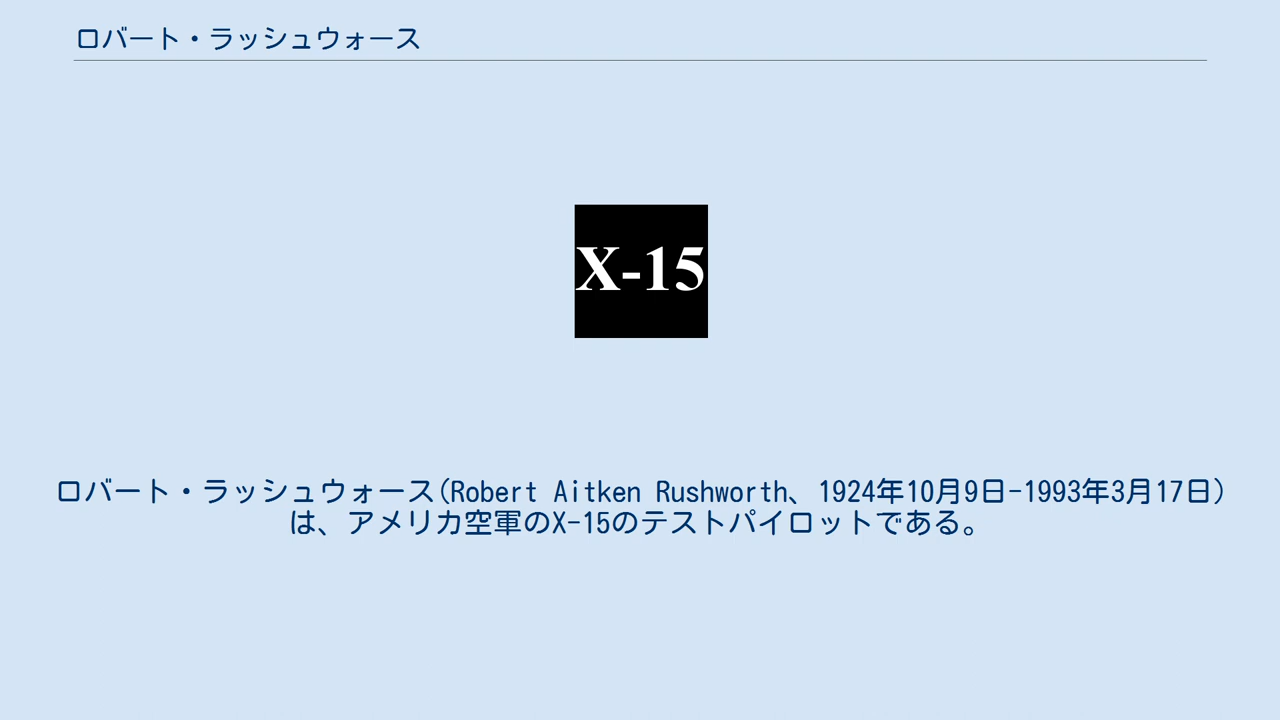 ロバート・ラッシュウォース
X-15
ロバート・ラッシュウォース(Robert Aitken Rushworth、1924年10月9日-1993年3月17日)
は、アメリカ空軍のX-15のテストパイロットである。